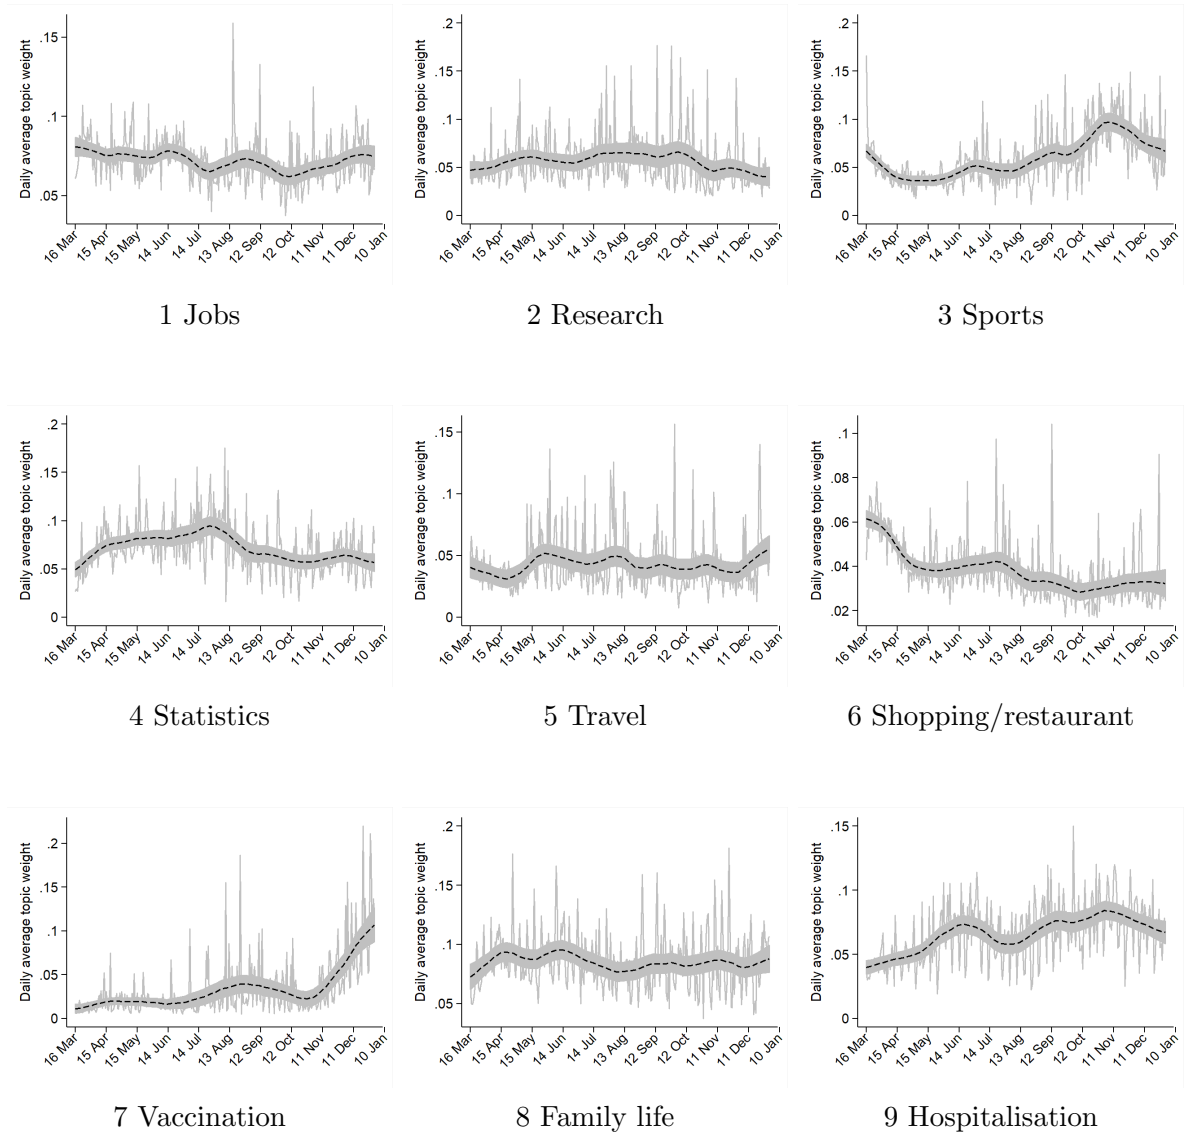 Daily average topic weight
.15
.1
.05
16 Mar 15 Apr 15 May 14 Jun 14 Jul 13 Aug 12 Sep 12 Oct 11 Nov 11 Dec 10 Jan
1 Jobs
Daily average topic weight
.2
.15
.1
.05
0
16 Mar 15 Apr 15 May 14 Jun 14 Jul 13 Aug 12 Sep 12 Oct 11 Nov 11 Dec 10 Jan
2 Research
Daily average topic weight
.2
.15
.1
.05
0
16 Mar 15 Apr 15 May 14 Jun 14 Jul 13 Aug 12 Sep 12 Oct 11 Nov 11 Dec 10 Jan
3 Sports
Daily average topic weight
.2
.15
.1
.05
0
16 Mar 15 Apr 15 May 14 Jun 14 Jul 13 Aug 12 Sep 12 Oct 11 Nov 11 Dec 10 Jan
4 Statistics
Daily average topic weight
.15
.1
.05
0
16 Mar 15 Apr 15 May 14 Jun 14 Jul 13 Aug 12 Sep 12 Oct 11 Nov 11 Dec 10 Jan
5 Travel
Daily average topic weight
.1
.08
.06
.04
.02
16 Mar 15 Apr 15 May 14 Jun 14 Jul 13 Aug 12 Sep 12 Oct 11 Nov 11 Dec 10 Jan
6 Shopping/restaurant
Daily average topic weight
.2
.15
.1
.05
0
16 Mar 15 Apr 15 May 14 Jun 14 Jul 13 Aug 12 Sep 12 Oct 11 Nov 11 Dec 10 Jan
7 Vaccination
Daily average topic weight
.2
.15
.1
.05
16 Mar 15 Apr 15 May 14 Jun 14 Jul 13 Aug 12 Sep 12 Oct 11 Nov 11 Dec 10 Jan
8 Family life
Daily average topic weight
.15
.1
.05
0
16 Mar 15 Apr 15 May 14 Jun 14 Jul 13 Aug 12 Sep 12 Oct 11 Nov 11 Dec 10 Jan
9 Hospitalisation